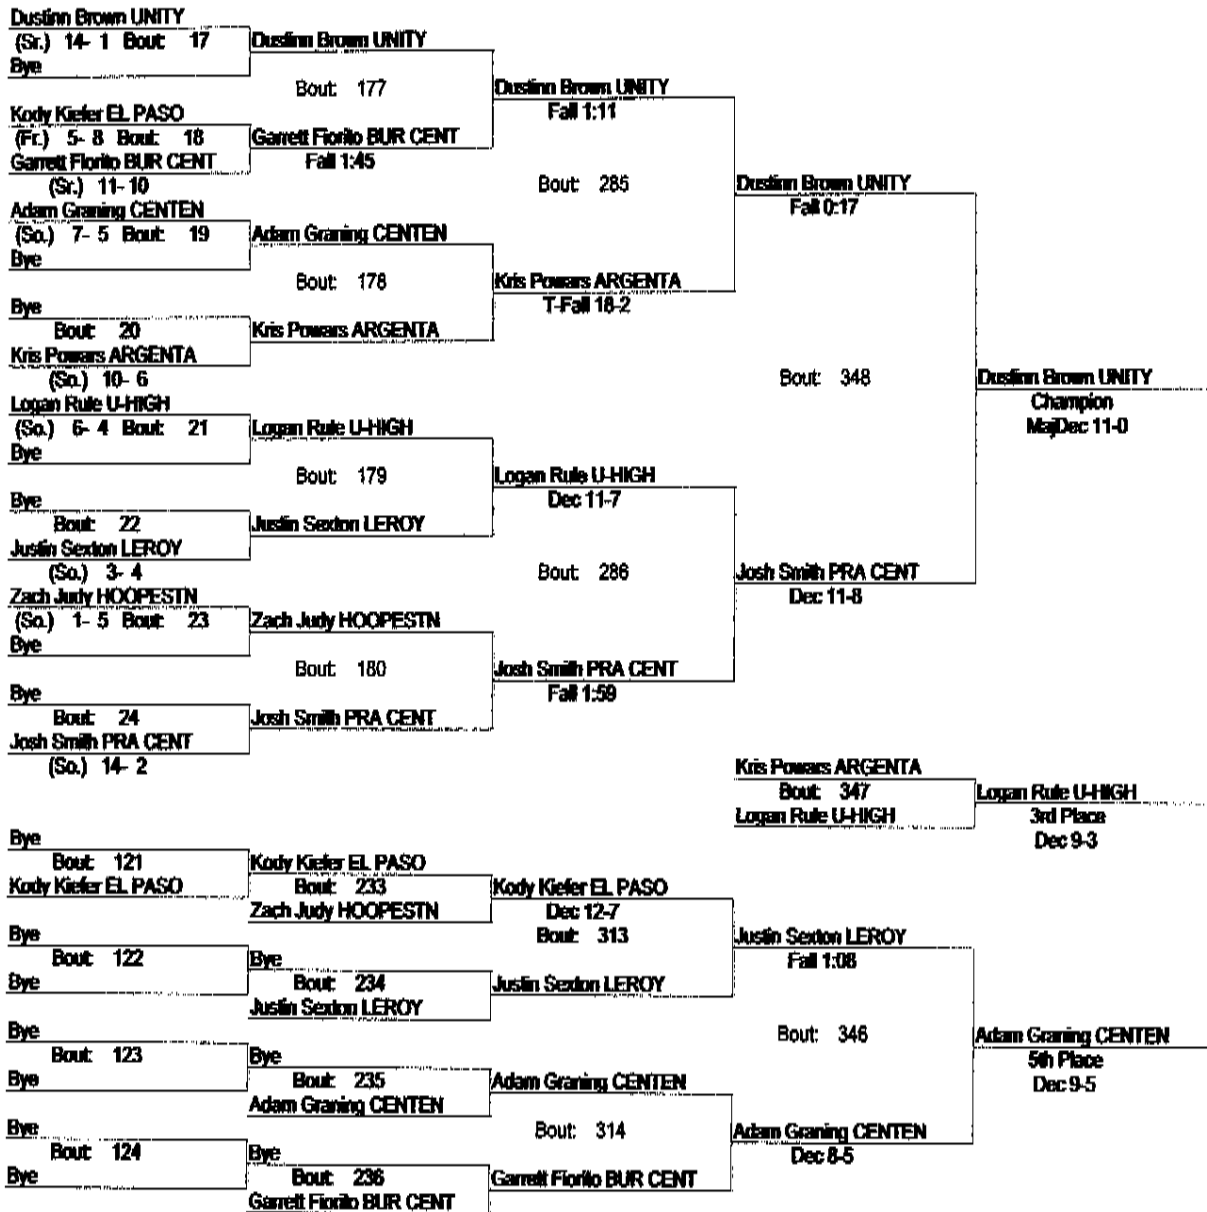 Dustinn Brown UNITY
(Sr.) 14- 1 Bout: 17
Bye
Dustinn Brown UNITY
Bout: 177
Kody Kiefer EL PASO
(Fr.) 5- 8 Bout: 18
Garrett Fiorito BUR CENT
(Sr.) 11- 10
Garrett Fiorito BUR CENT
Fall 1:45
Dustinn Brown UNITY
Fall 1:11
Bout: 285
Adam Graning CENTEN
(So.) 7- 5 Bout: 19
Bye
Adam Graning CENTEN
Bout: 178
Bye
Bout: 20
Kris Powars ARGENTA
(So.) 10- 6
Kris Powars ARGENTA
Kris Powars ARGENTA
T-Fall 18-2
Dustinn Brown UNITY
Fall 0:17
Bout: 348
Dustinn Brown UNITY
Champion
MajDec 11-0
Logan Rule U-HIGH
(So.) 6- 4 Bout: 21
Bye
Logan Rule U-HIGH
Bout: 179
Bye
Bout: 22
Justin Sexton LEROY
(So.) 3- 4
Justin Sexton LEROY
Logan Rule U-HIGH
Dec 11-7
Bout: 286
Zach Judy HOOPESTN
(So.) 1- 5 Bout: 23
Bye
Zach Judy HOOPESTN
Bout: 180
Bye
Bout: 24
Josh Smith PRA CENT
(So.) 14- 2
Josh Smith PRA CENT
Josh Smith PRA CENT
Fall 1:59
Josh Smith PRA CENT
Dec 11-8
Kris Powars ARGENTA
Bout: 347
Logan Rule U-HIGH
Logan Rule U-HIGH
3rd Place
Dec 9-3
Bye
Bout: 121
Kody Kiefer EL PASO
Kody Kiefer EL PASO
Bout: 233
Zach Judy HOOPESTN
Kody Kiefer EL PASO
Dec 12-7
Bout: 313
Bye
Bout: 122
Bye
Bye
Bout: 234
Justin Sexton LEROY
Justin Sexton LEROY
Justin Sexton LEROY
Fall 1:08
Bout: 346
Bye
Bout: 123
Bye
Bye
Bout: 235
Adam Graning CENTEN
Adam Graning CENTEN
Bout: 314
Bye
Bout: 124
Bye
Bye
Bout: 236
Garrett Fiorito BUR CENT
Garrett Fiorito BUR CENT
Adam Graning CENTEN
Dec 8-5
Adam Graning CENTEN
5th Place
Dec 9-5